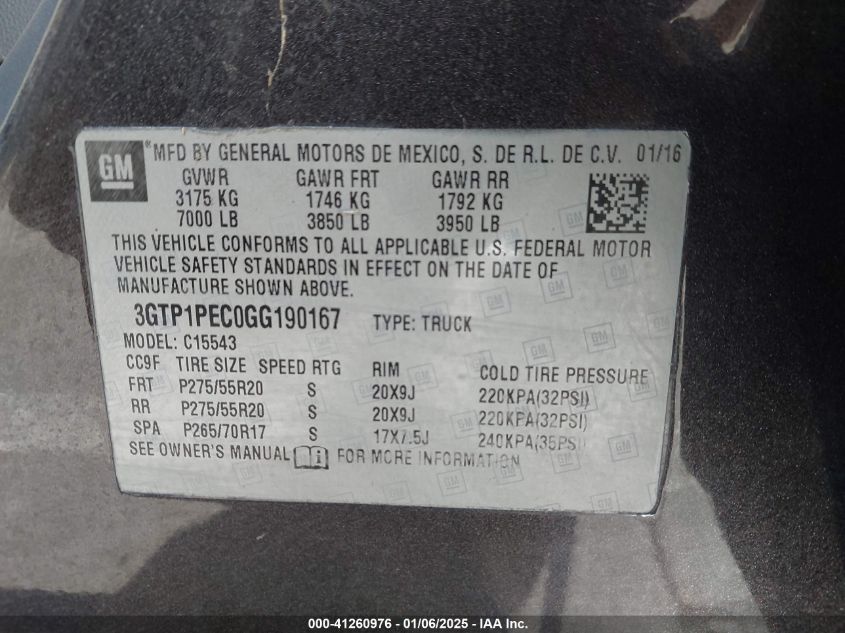 GM
MFD BY GENERAL MOTORS DE MEXICO, S. DE R.L. DE C.V. 01/16
GVWR GAWR FRT GAWR RR
3175 KG 1746 KG 1792 KG
7000 LB 3850 LB 3950 LB
THIS VEHICLE CONFORMS TO ALL APPLICABLE U.S. FEDERAL MOTOR
VEHICLE SAFETY STANDARDS IN EFFECT ON THE DATE OF
MANUFACTURE SHOWN ABOVE.
3GTP1PEC0GG190167 TYPE: TRUCK
MODEL: C15543
CC9F TIRE SIZE SPEED RTG RIM COLD TIRE PRESSURE
FRT P275/55R20 S 20X9J 220KPA(32PSI)
RR P275/55R20 S 20X9J 220KPA(32PSI)
SPA P265/70R17 S 17X7.5J 240KPA(35PSI)
SEE OWNER'S MANUAL i FOR MORE INFORMATION
000-41260976 - 01/06/2025 - IAA Inc.